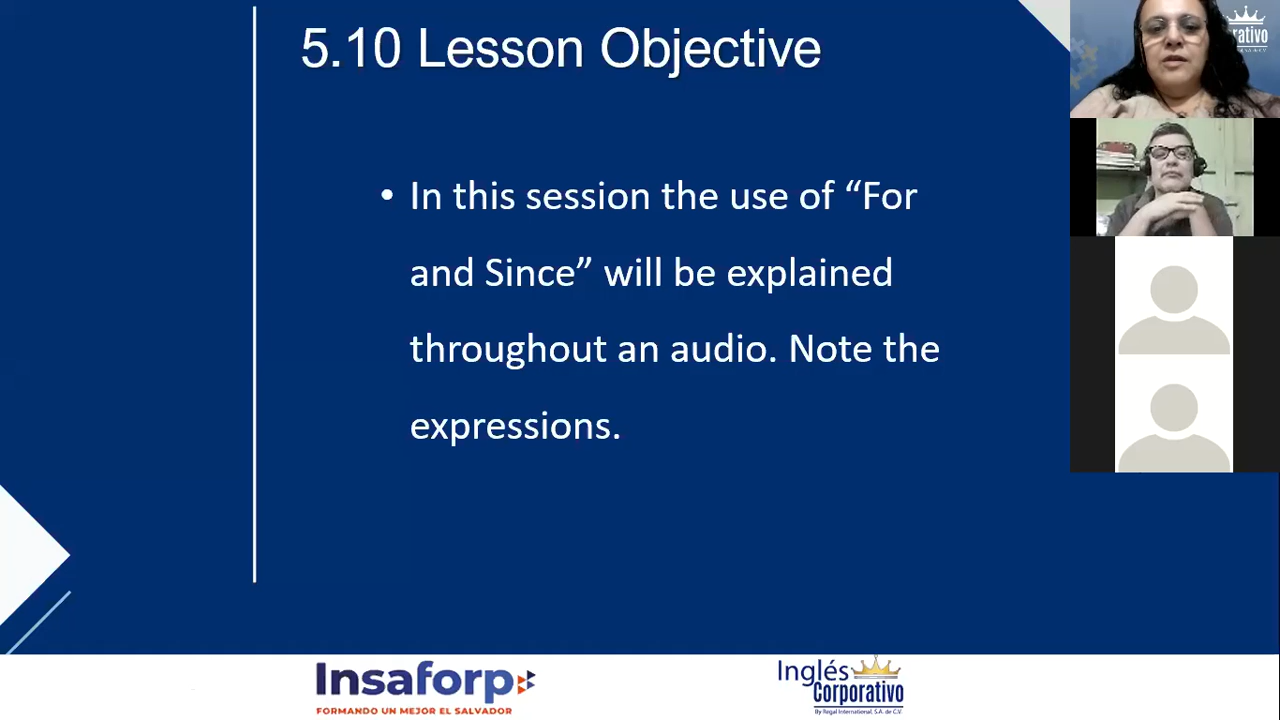 5.10 Lesson Objective
• In this session the use of “For
and Since” will be explained
throughout an audio. Note the
expressions.
Insaforp
FORMANDO UN MEJOR EL SALVADOR
Inglés
Corporativo
By Regal International, S.A. de C.V.